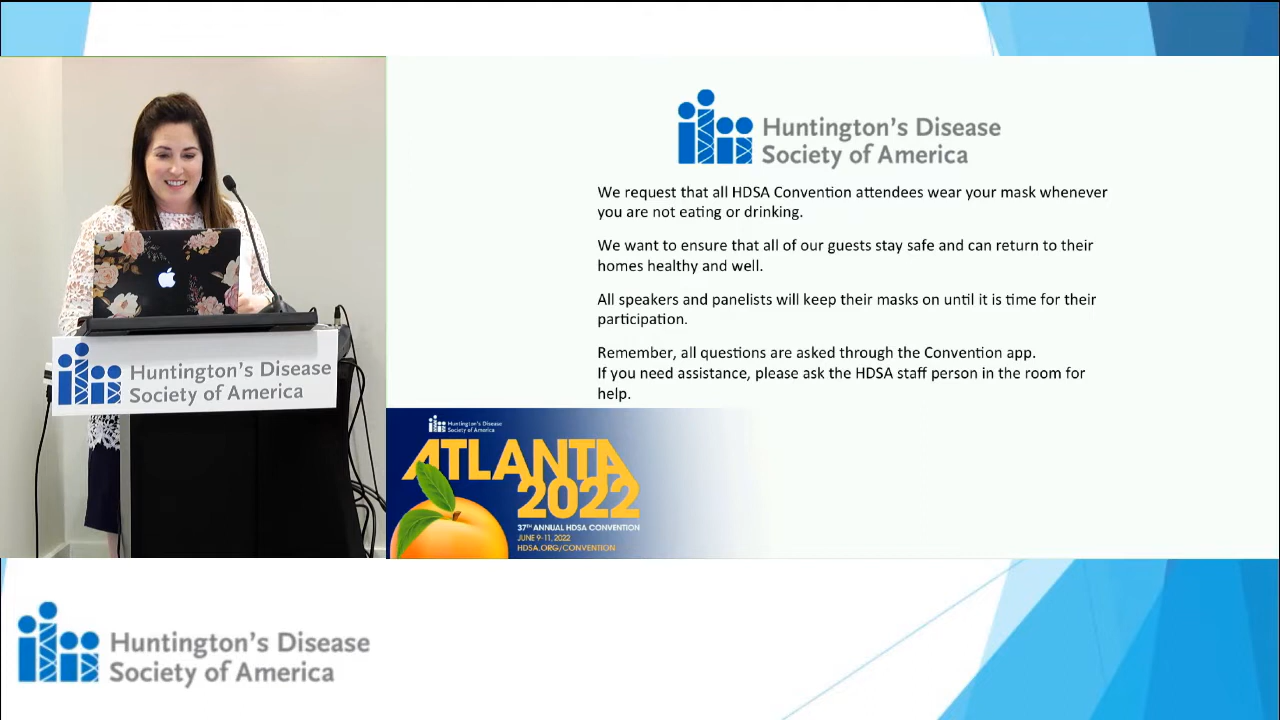 Huntington's Disease
Society of America
We request that all HDSA Convention attendees wear your mask whenever
you are not eating or drinking.
We want to ensure that all of our guests stay safe and can return to their
homes healthy and well.
All speakers and panelists will keep their masks on until it is time for their
participation.
Remember, all questions are asked through the Convention app.
If you need assistance, please ask the HDSA staff person in the room for
help.
Huntington's Disease
Society of America
Huntington's Disease
Society of America
ATLANTA
2022
37TH ANNUAL HDSA CONVENTION
JUNE 9-11, 2022
HDSA.ORG/CONVENTION
Huntington's Disease
Society of America